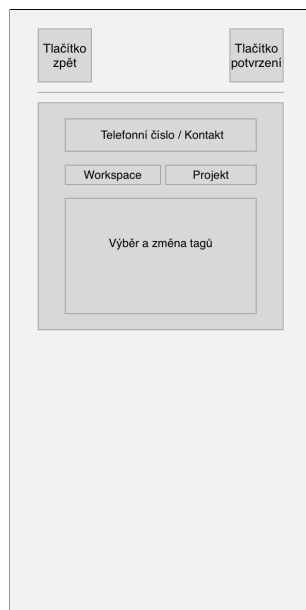 Tlačítko
zpět
Tlačítko
potvrzení
Telefonní číslo / Kontakt
Workspace
Projekt
Výběr a změna tagů